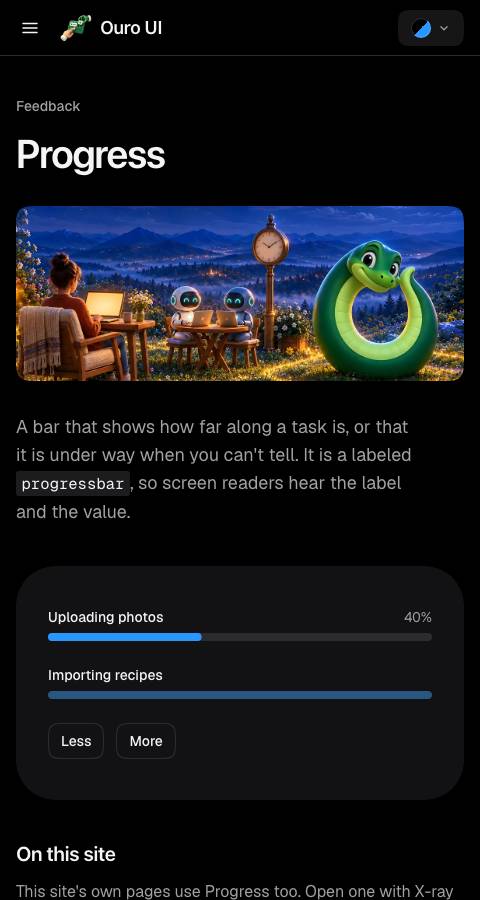 Ouro UI
Feedback
Progress
A bar that shows how far along a task is, or that
it is under way when you can't tell. It is a labeled
progressbar, so screen readers hear the label
and the value.
Uploading photos 40%
Importing recipes
Less More
On this site
This site's own pages use Progress too. Open one with X-ray